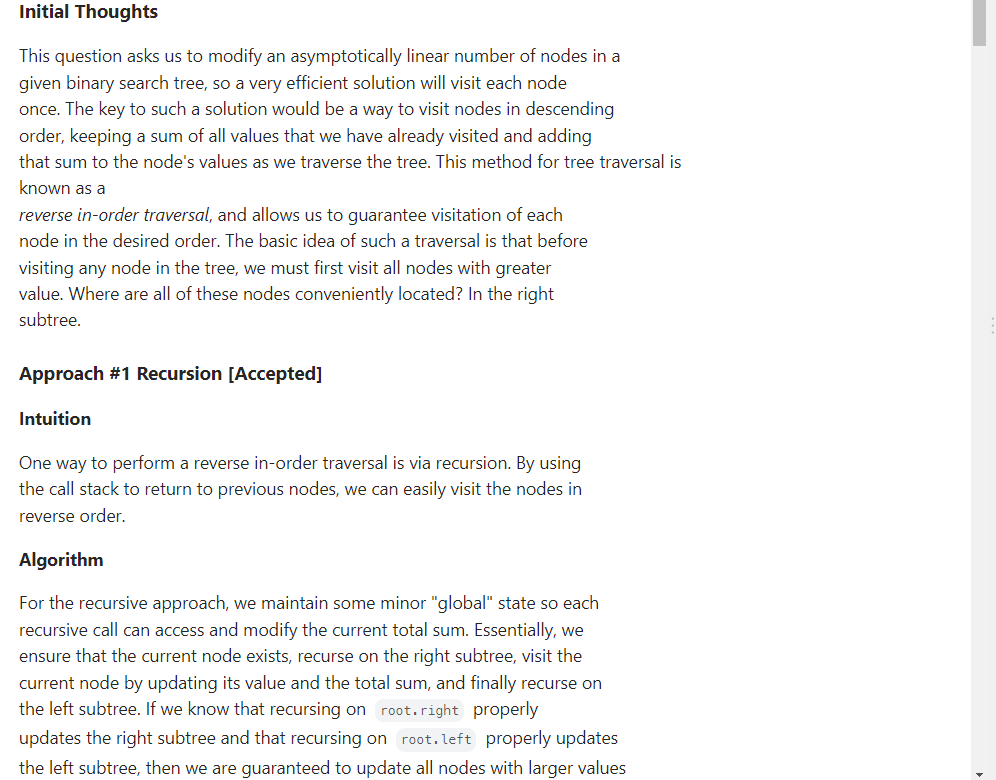 Initial Thoughts
This question asks us to modify an asymptotically linear number of nodes in a
given binary search tree, so a very efficient solution will visit each node
once. The key to such a solution would be a way to visit nodes in descending
order, keeping a sum of all values that we have already visited and adding
that sum to the node's values as we traverse the tree. This method for tree traversal is
known as a
reverse in-order traversal, and allows us to guarantee visitation of each
node in the desired order. The basic idea of such a traversal is that before
visiting any node in the tree, we must first visit all nodes with greater
value. Where are all of these nodes conveniently located? In the right
subtree.
Approach #1 Recursion [Accepted]
Intuition
One way to perform a reverse in-order traversal is via recursion. By using
the call stack to return to previous nodes, we can easily visit the nodes in
reverse order.
Algorithm
For the recursive approach, we maintain some minor "global" state so each
recursive call can access and modify the current total sum. Essentially, we
ensure that the current node exists, recurse on the right subtree, visit the
current node by updating its value and the total sum, and finally recurse on
the left subtree. If we know that recursing on root.right properly
updates the right subtree and that recursing on root.left properly updates
the left subtree, then we are guaranteed to update all nodes with larger values